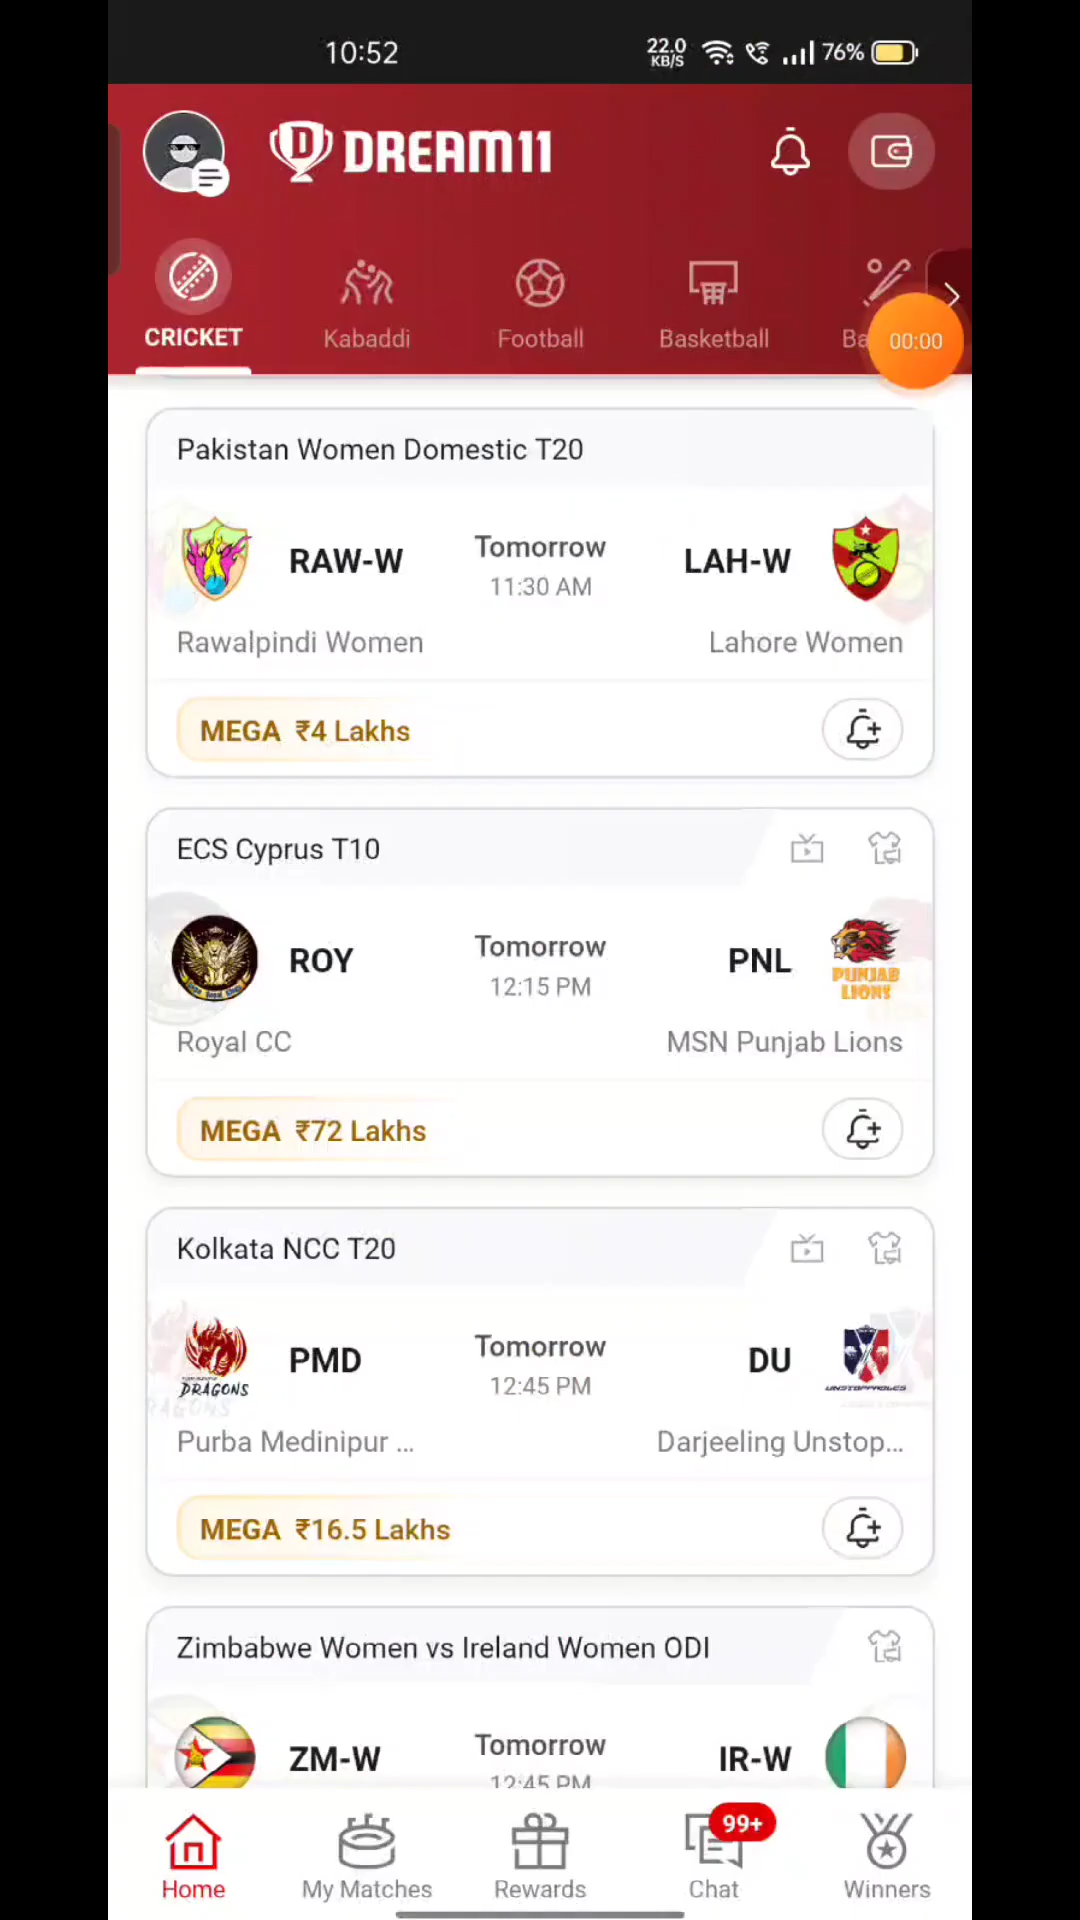 10:52
22.0
KB/S
76%
DREAM11
CRICKET
Kabaddi
Football
Basketball
Ba
00:00
Pakistan Women Domestic T20
RAW-W
Tomorrow
11:30 AM
LAH-W
Rawalpindi Women
Lahore Women
MEGA ₹4 Lakhs
ECS Cyprus T10
ROY
Tomorrow
12:15 PM
PNL
PUNJAB
LIONS
Royal CC
MSN Punjab Lions
MEGA ₹72 Lakhs
Kolkata NCC T20
PMD
DRAGONS
Tomorrow
12:45 PM
DU
UNSTOPPABLES
Purba Medinipur ...
Darjeeling Unstop...
MEGA ₹16.5 Lakhs
Zimbabwe Women vs Ireland Women ODI
ZM-W
Tomorrow
12:45 PM
IR-W
99+
Home
My Matches
Rewards
Chat
Winners